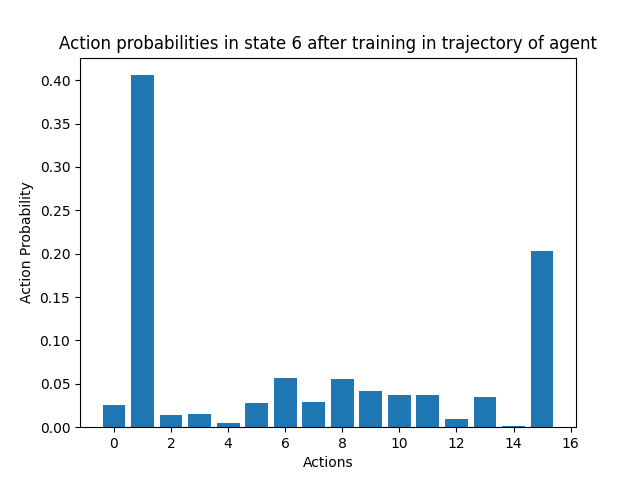 Action probabilities in state 6 after training in trajectory of agent
0.40
0.35
0.30
0.25
0.20
0.15
0.10
0.05
0.00
Action Probability
0 2 4 6 8 10 12 14 16
Actions